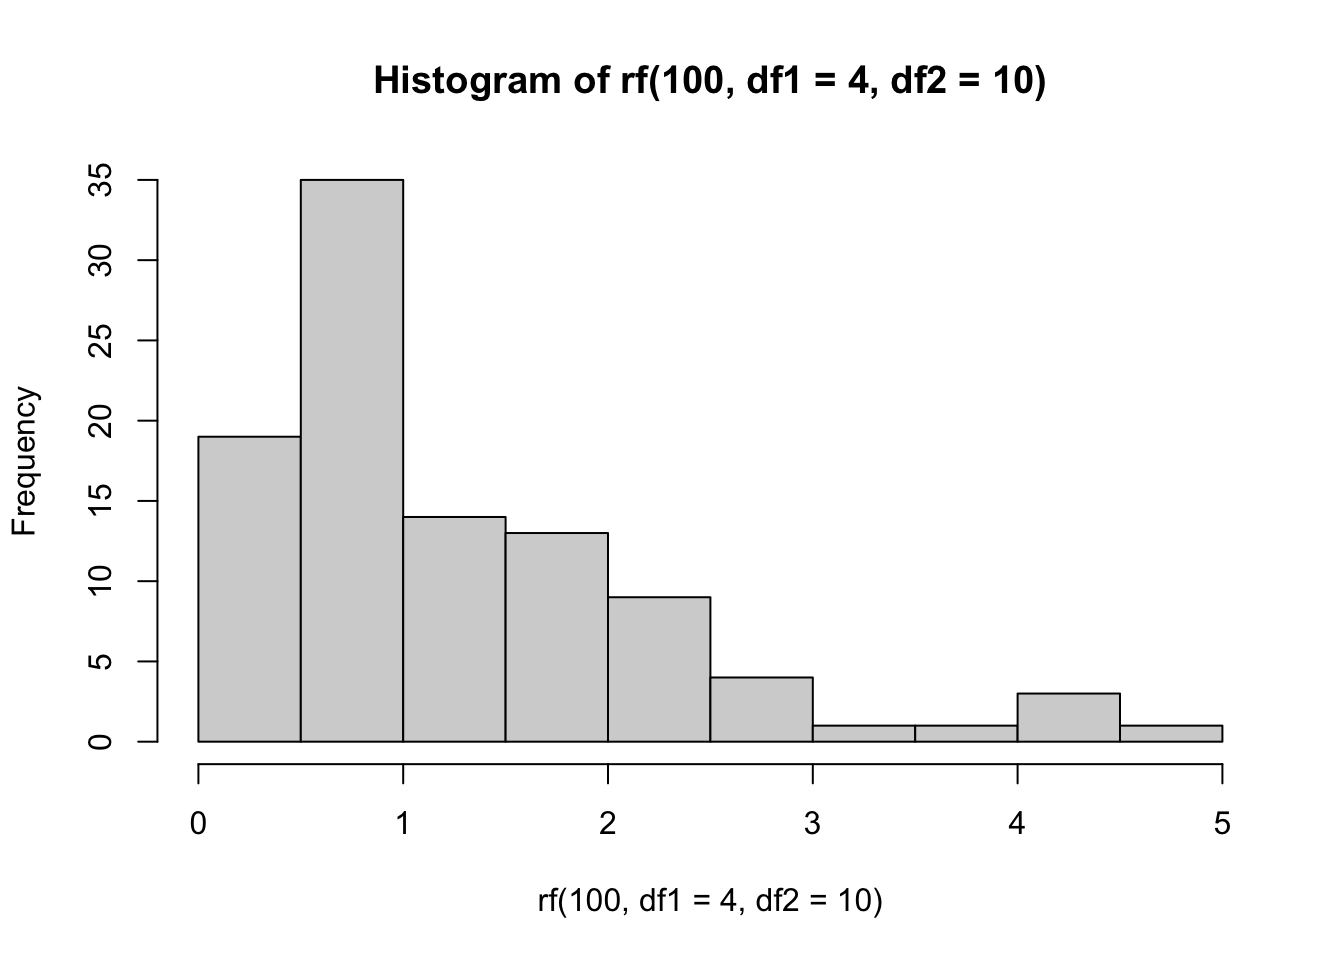 Histogram of rf(100, df1 = 4, df2 = 10)
Frequency
35
30
25
20
15
10
5
0
0 1 2 3 4 5
rf(100, df1 = 4, df2 = 10)